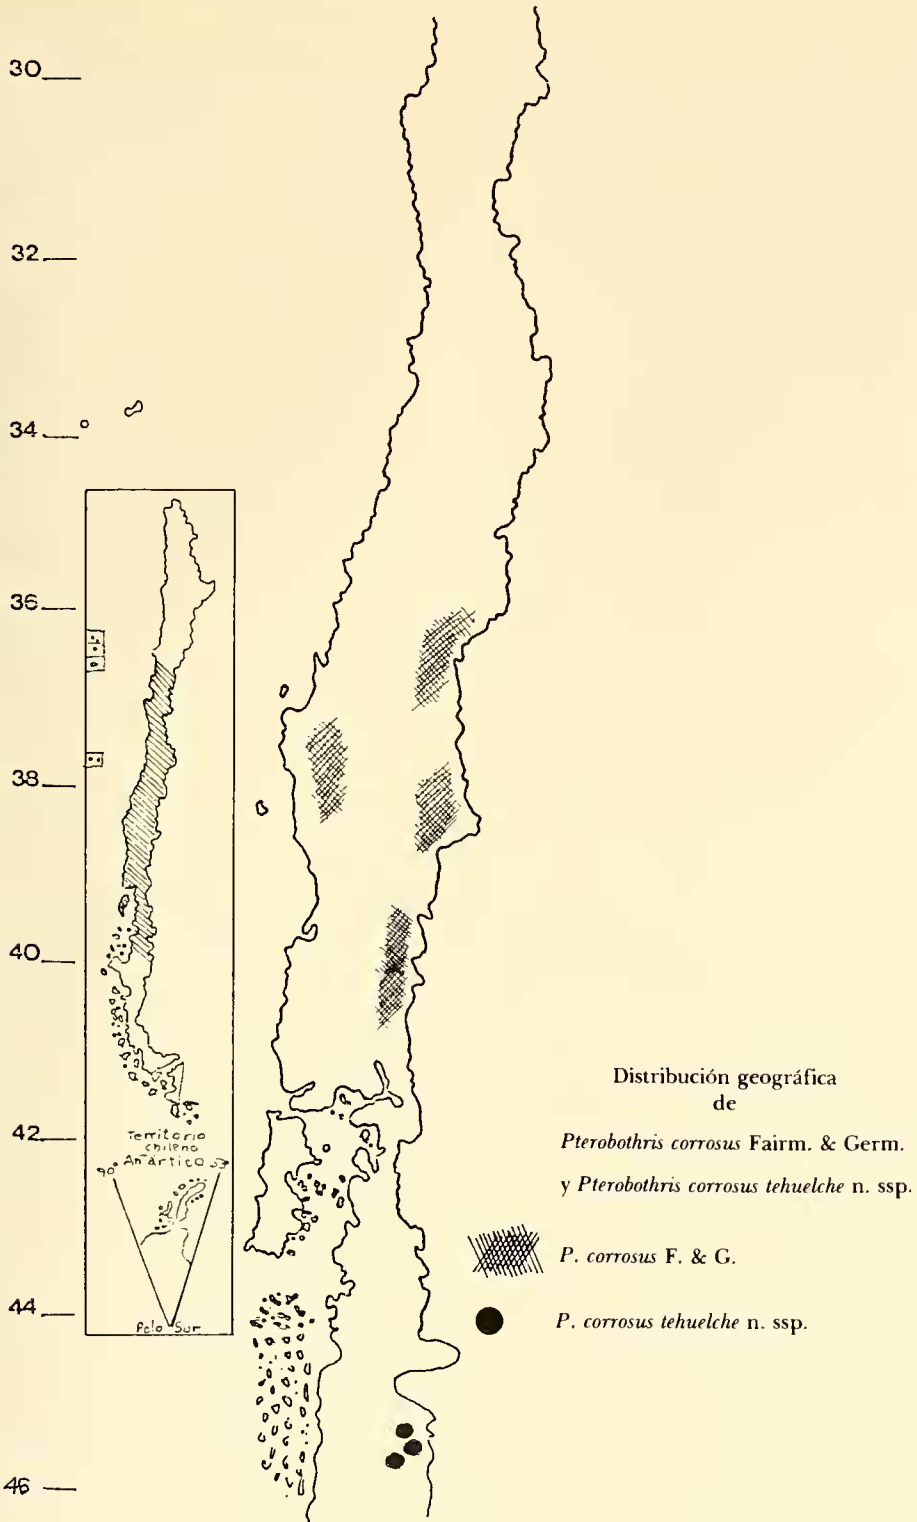 30
32
34
36
38
40
42
44
46
Territorio
chileno
Antártico
90°
53°
Polo Sur
Distribución geográfica
de
Pterobothris corrosus Fairm. & Germ.
y Pterobothris corrosus tehuelche n. ssp.
P. corrosus F. & G.
P. corrosus tehuelche n. ssp.